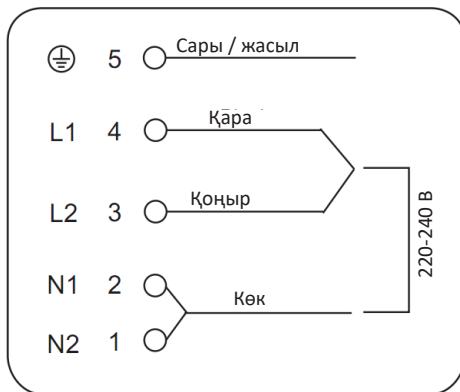 5 Сары / жасыл
L1 4 Қара
L2 3 Қоңыр
N1 2
Көк
N2 1
220-240 В